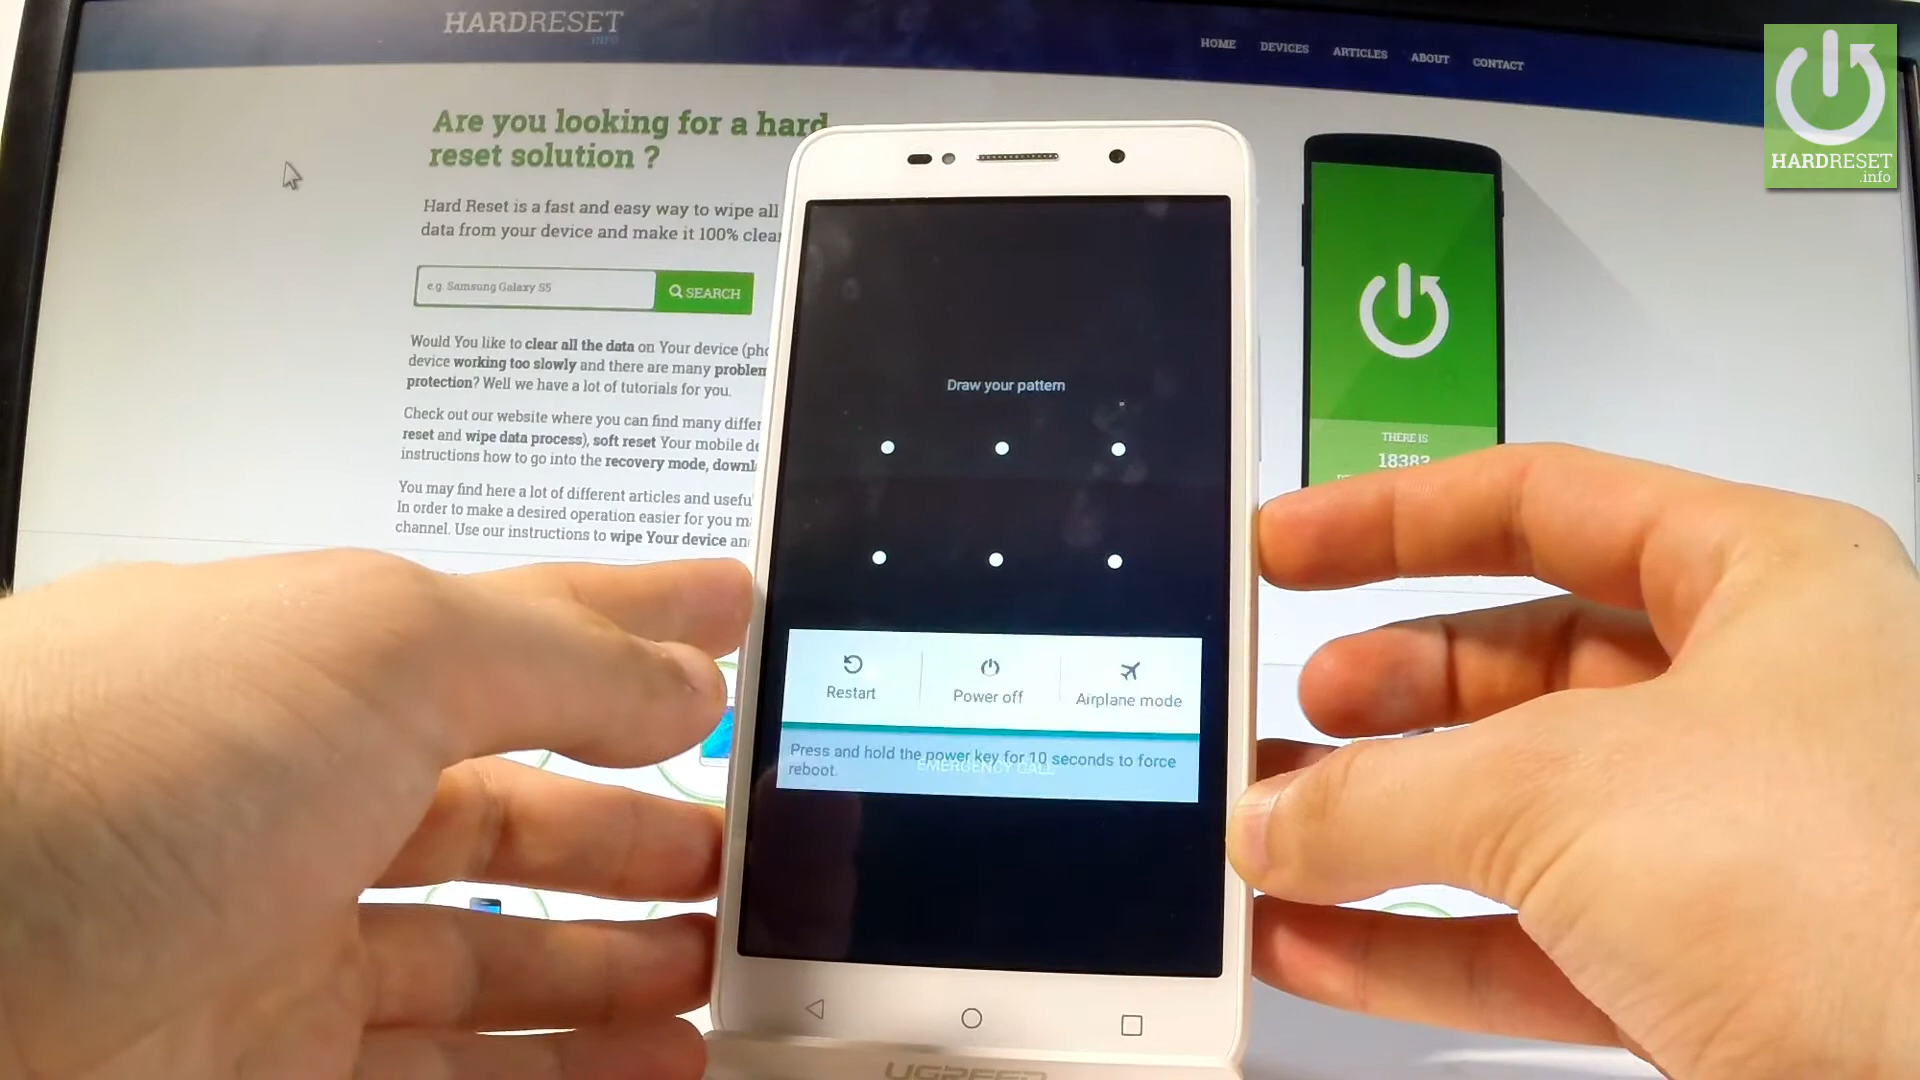 HARDRESET
INFO
HOME DEVICES ARTICLES ABOUT CONTACT
HARDRESET
.info
Are you looking for a hard
reset solution ?
Hard Reset is a fast and easy way to wipe all
data from your device and make it 100%
e.g. Samsung Galaxy S5
SEARCH
Would You like to clear all the data on Your device
device working too slowly and there are many
protection? Well we have a lot of tutorials for you.
Check out our website where you can find many
reset and wipe data process), soft reset Your mobile
instructions how to go into the recovery mode,
You may find here a lot of different articles and
In order to make a desired operation easier for you
channel. Use our instructions to wipe Your device
THERE IS
18383
Draw your pattern
Restart
Power off
Airplane mode
Press and hold the power key for 10 seconds to force
reboot.
EMERGENCY CALL
UGREEN